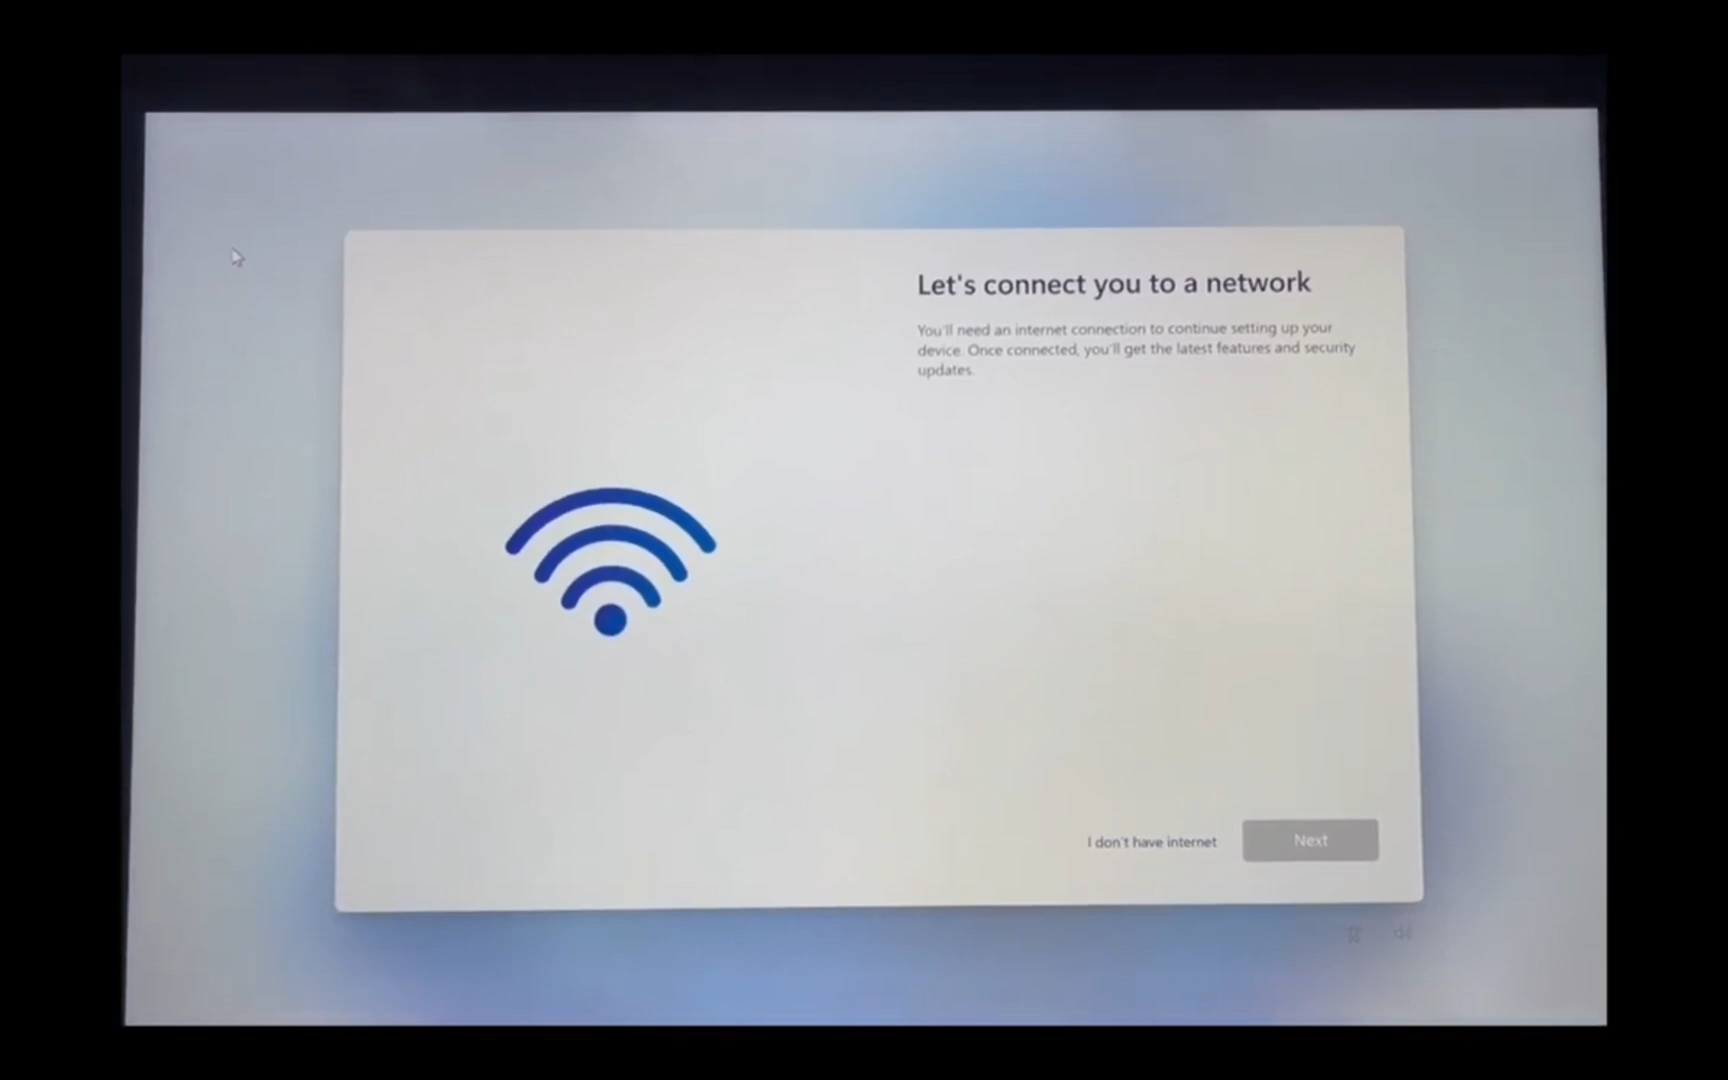 Let's connect you to a network
You'll need an internet connection to continue setting up your
device. Once connected, you'll get the latest features and security
updates.
I don't have internet
Next